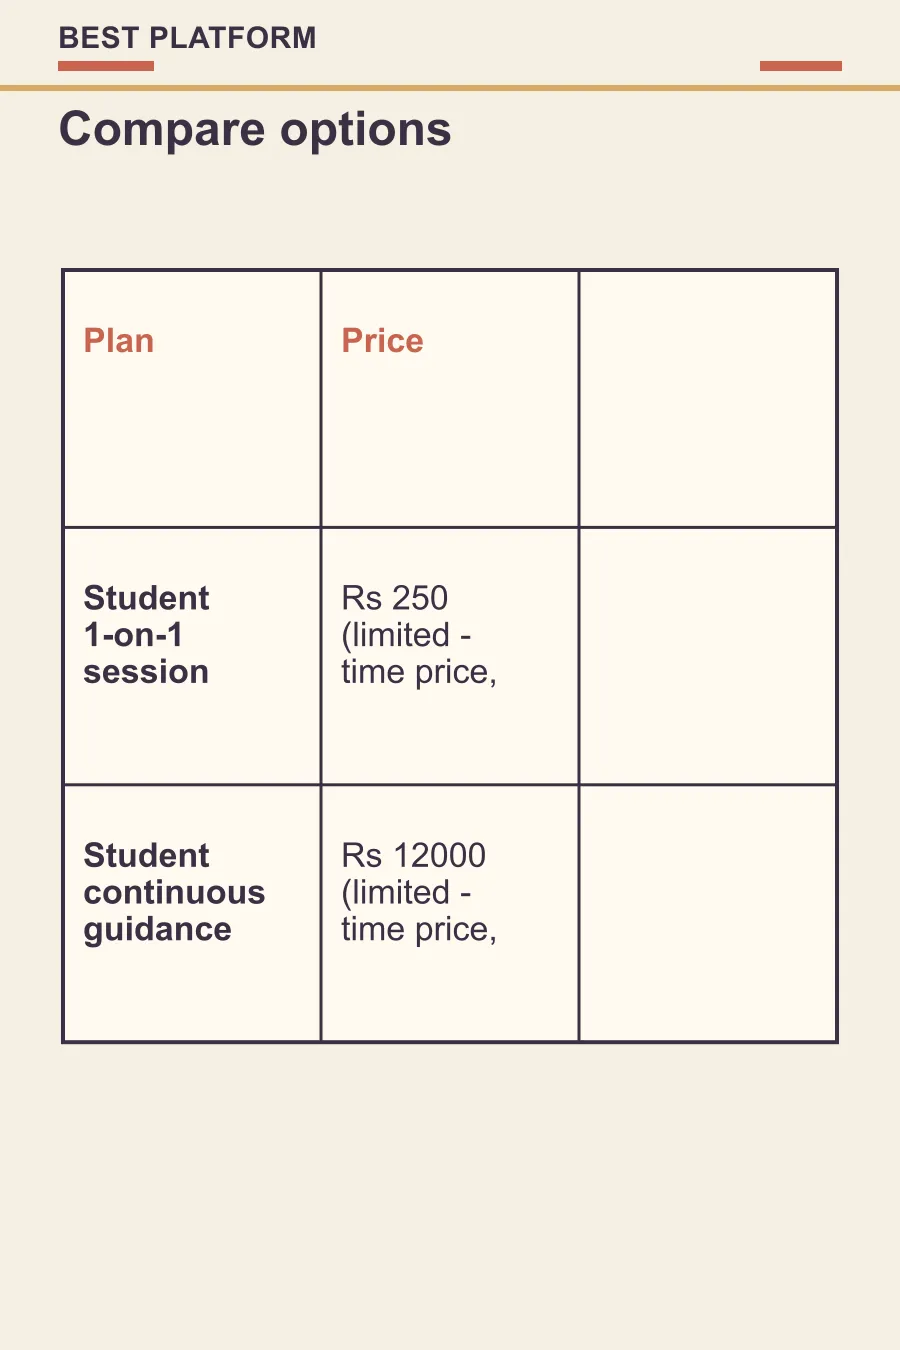 BEST PLATFORM
Compare options
Plan
Price
Student
1-on-1
session
Rs 250
(limited -
time price,
Student
continuous
guidance
Rs 12000
(limited -
time price,